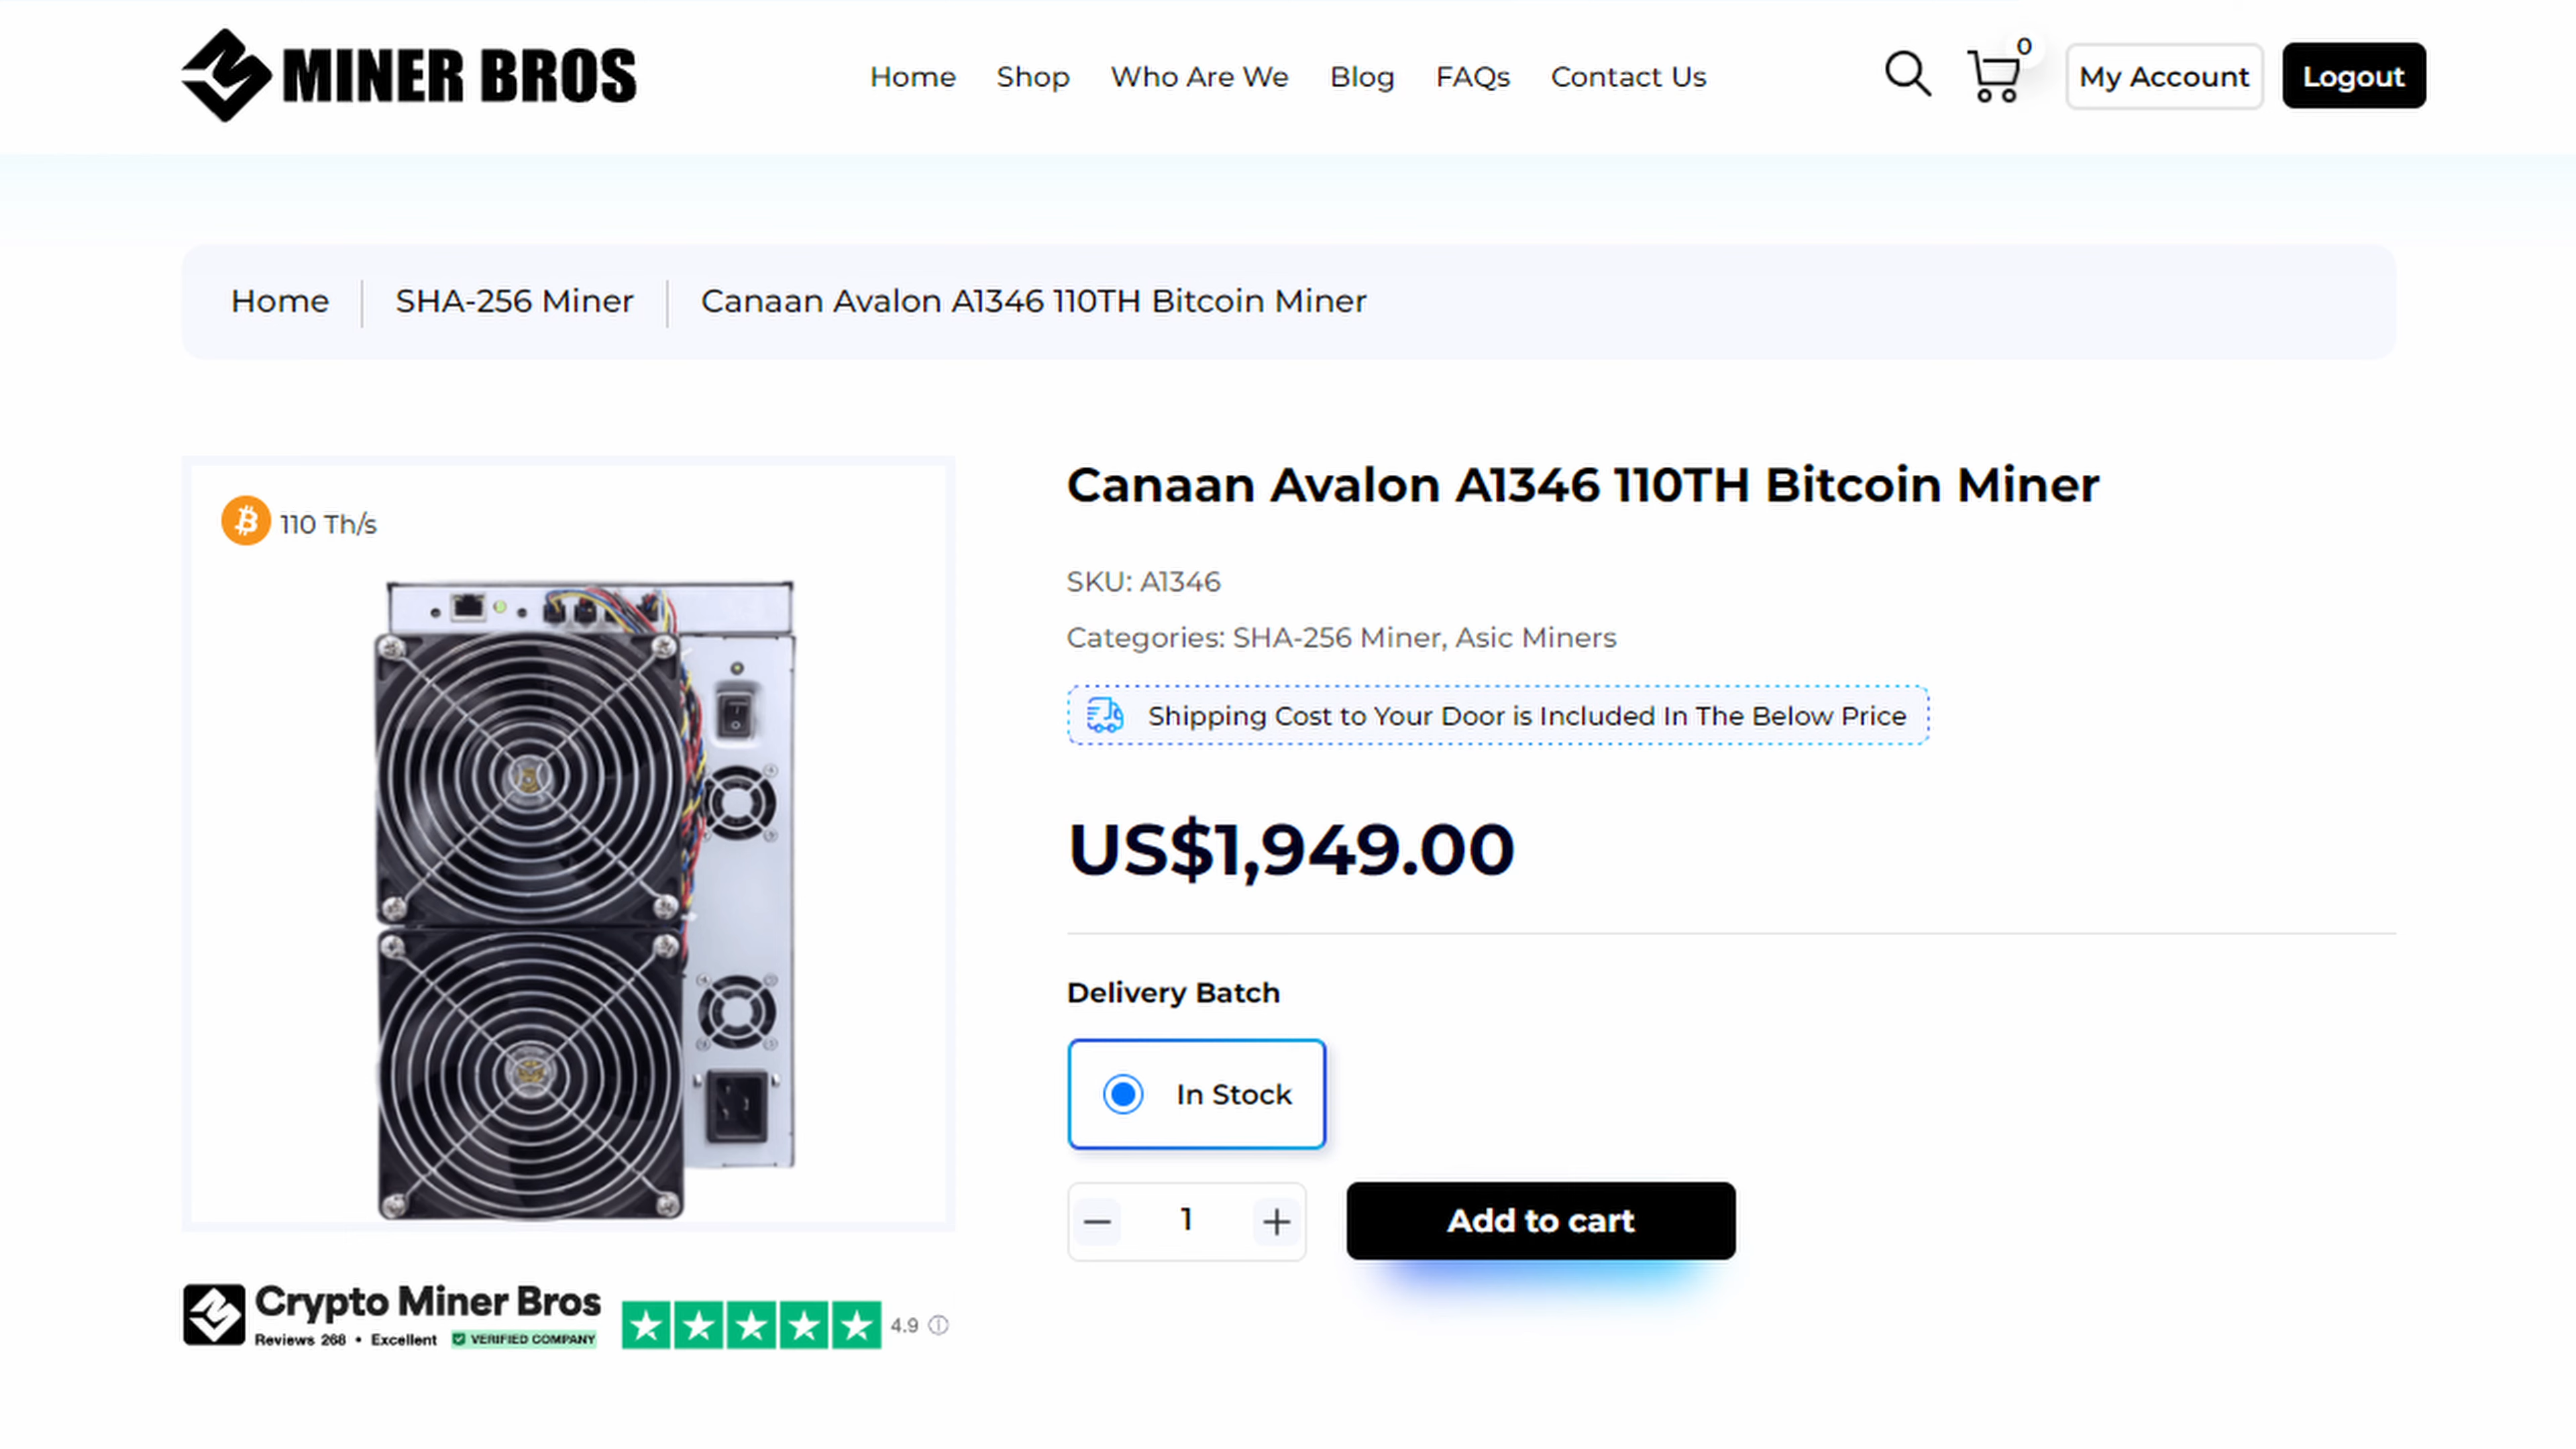 MINER BROS
Home Shop Who Are We Blog FAQs Contact Us
0
My Account
Logout
Home
SHA-256 Miner
Canaan Avalon A1346 110TH Bitcoin Miner
110 Th/s
Canaan Avalon A1346 110TH Bitcoin Miner
SKU: A1346
Categories: SHA-256 Miner, Asic Miners
Shipping Cost to Your Door is Included In The Below Price
US$1,949.00
Delivery Batch
In Stock
1
Add to cart
Crypto Miner Bros
Reviews 268 • Excellent VERIFIED COMPANY
4.9